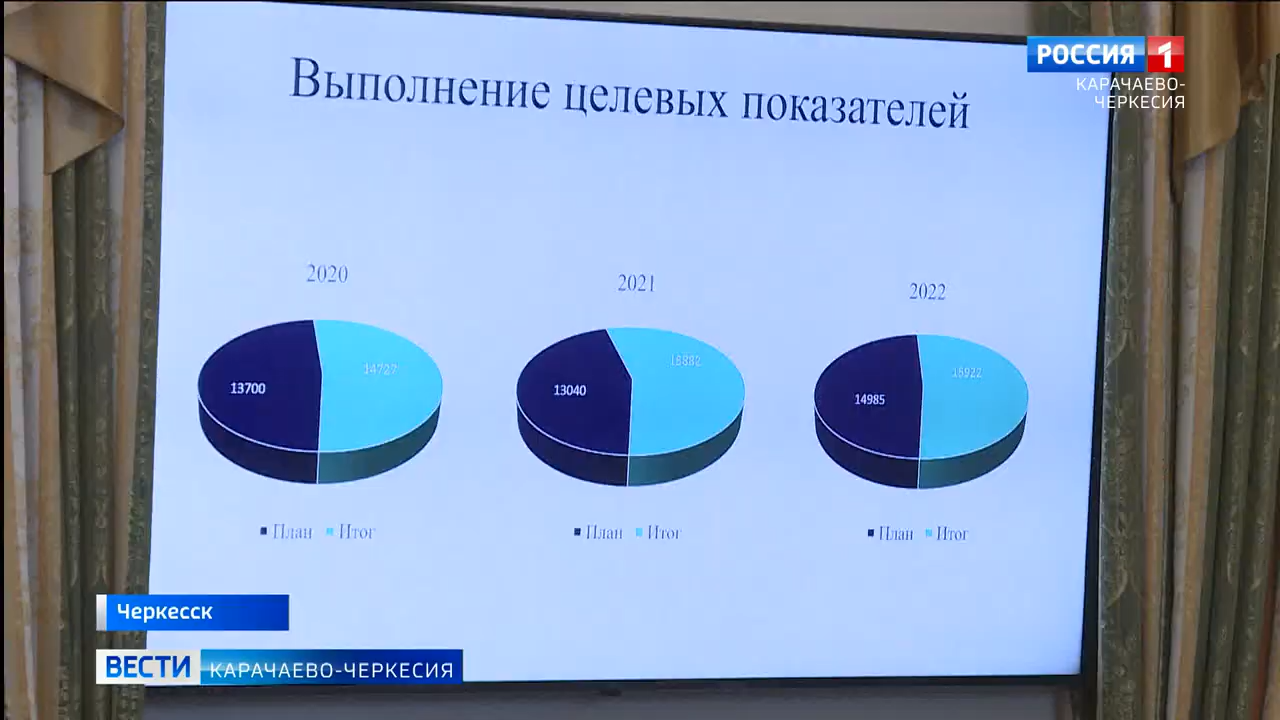 РОССИЯ 1
КАРАЧАЕВО-
ЧЕРКЕСИЯ
Выполнение целевых показателей
2020
2021
2022
13700
14727
13040
14985
15922
План Итог
План Итог
План Итог
Черкесск
ВЕСТИ КАРАЧАЕВО-ЧЕРКЕСИЯ